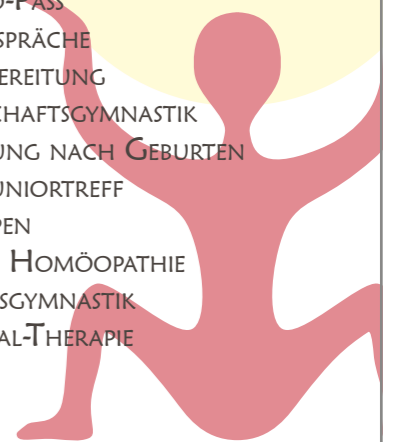 -Pass
spräche
ereitung
chaftsgymnastik
ung nach Geburten
uniortreff
pen
Homöopathie
sgymnastik
al-Therapie